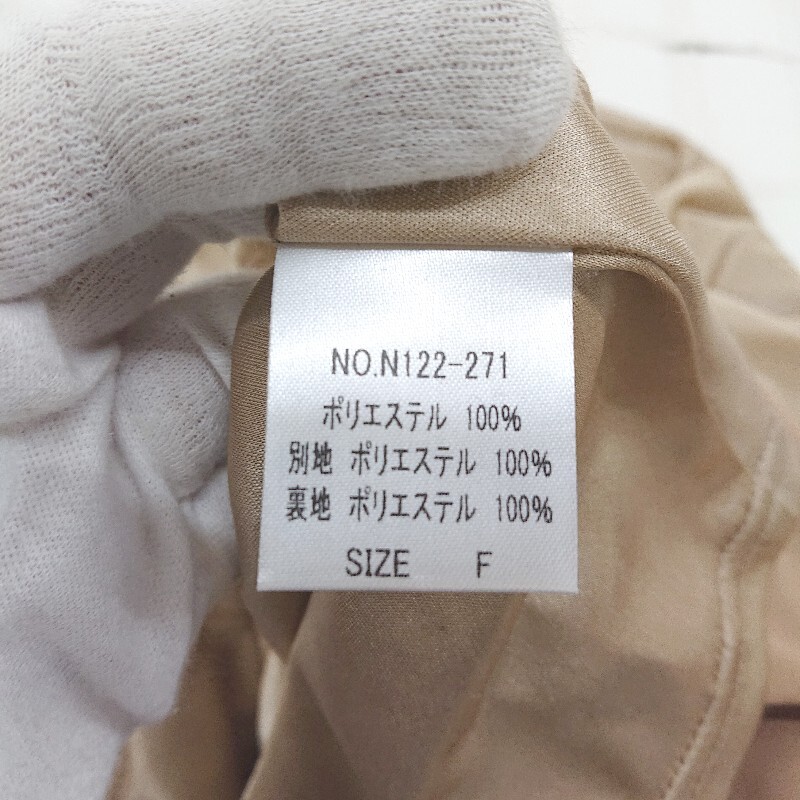 NO.N122-271
ポリエステル 100%
別地 ポリエステル 100%
裏地 ポリエステル 100%
SIZE F